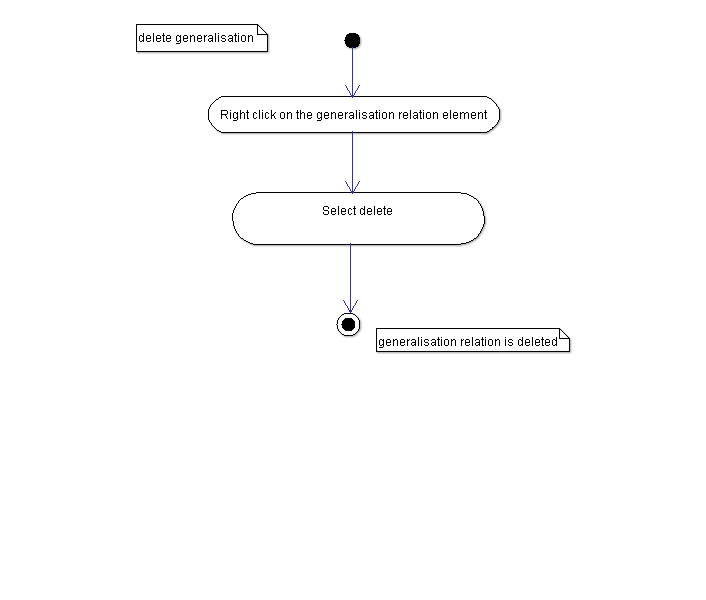 delete generalisation
Right click on the generalisation relation element
Select delete
generalisation relation is deleted